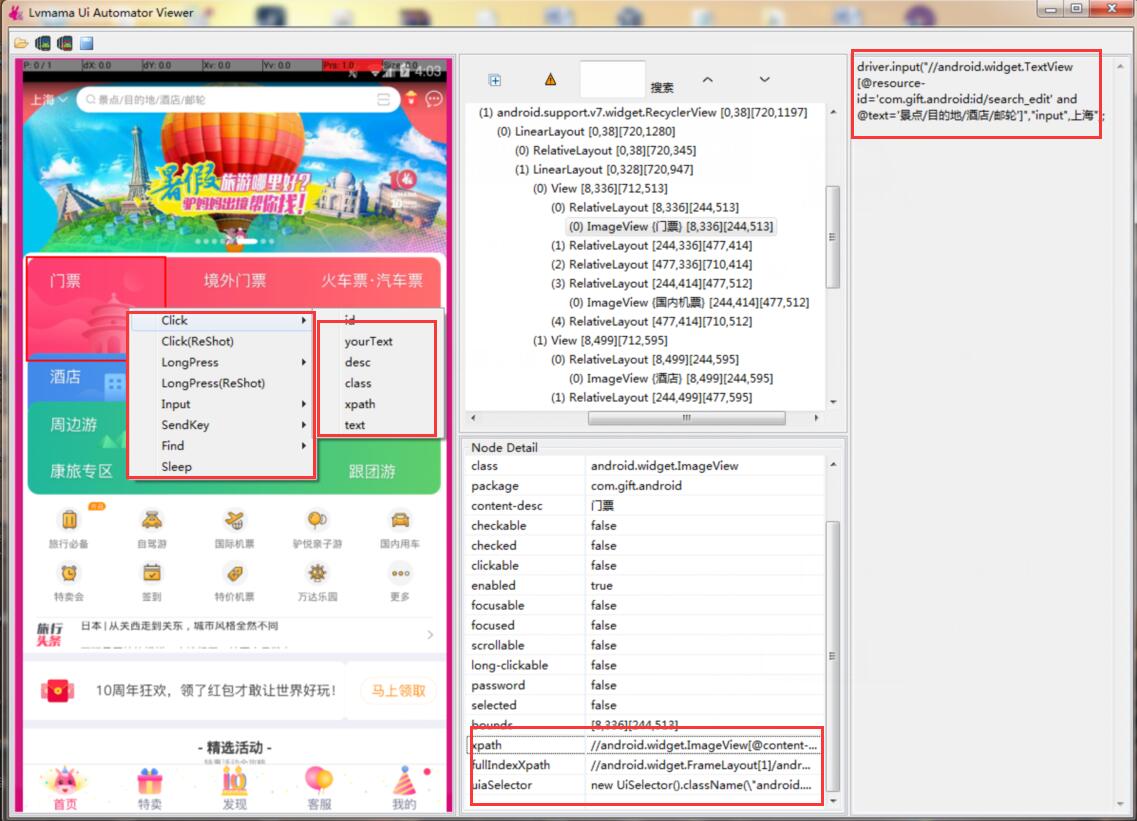 Lvmama Ui Automator Viewer
P: 0 / 1 dX: 0.0 dY: 0.0 Xv: 0.0 Yv: 0.0 Prs: 1.0 Size: 0.0
4:03
上海
景点/目的地/酒店/邮轮
暑假旅游哪里好?
驴妈妈出境帮你找!
门票
境外门票
火车票·汽车票
酒店
周边游
康旅专区
跟团游
Click
Click(ReShot)
LongPress
LongPress(ReShot)
Input
SendKey
Find
Sleep
id
yourText
desc
class
xpath
text
旅行必备
自驾游
国际机票
驴悦亲子游
国内用车
特卖会
签到
特价机票
万达乐园
更多
旅行
头条
日本 | 从关西走到关东，城市风格全然不同
10周年狂欢，领了红包才敢让世界好玩！
马上领取
- 精选活动 -
首页
特卖
发现
客服
我的
搜索
(1) android.support.v7.widget.RecyclerView [0,38][720,1197]
(0) LinearLayout [0,38][720,1280]
(0) RelativeLayout [0,38][720,345]
(1) LinearLayout [0,328][720,947]
(0) View [8,336][712,513]
(0) RelativeLayout [8,336][244,513]
(0) ImageView {门票} [8,336][244,513]
(1) RelativeLayout [244,336][477,414]
(2) RelativeLayout [477,336][710,414]
(3) RelativeLayout [244,414][477,512]
(0) ImageView {国内机票} [244,414][477,512]
(4) RelativeLayout [477,414][710,512]
(1) View [8,499][712,595]
(0) RelativeLayout [8,499][244,595]
(0) ImageView {酒店} [8,499][244,595]
(1) RelativeLayout [244,499][477,595]
Node Detail
class android.widget.ImageView
package com.gift.android
content-desc 门票
checkable false
checked false
clickable false
enabled true
focusable false
focused false
scrollable false
long-clickable false
password false
selected false
bounds [8,336][244,513]
xpath //android.widget.ImageView[@content-...
fullIndexXpath //android.widget.FrameLayout[1]/andr...
uiaSelector new UiSelector().className(\"android....
driver.input("//android.widget.TextView
[@resource-
id='com.gift.android:id/search_edit' and
@text='景点/目的地/酒店/邮轮']","input",上海";